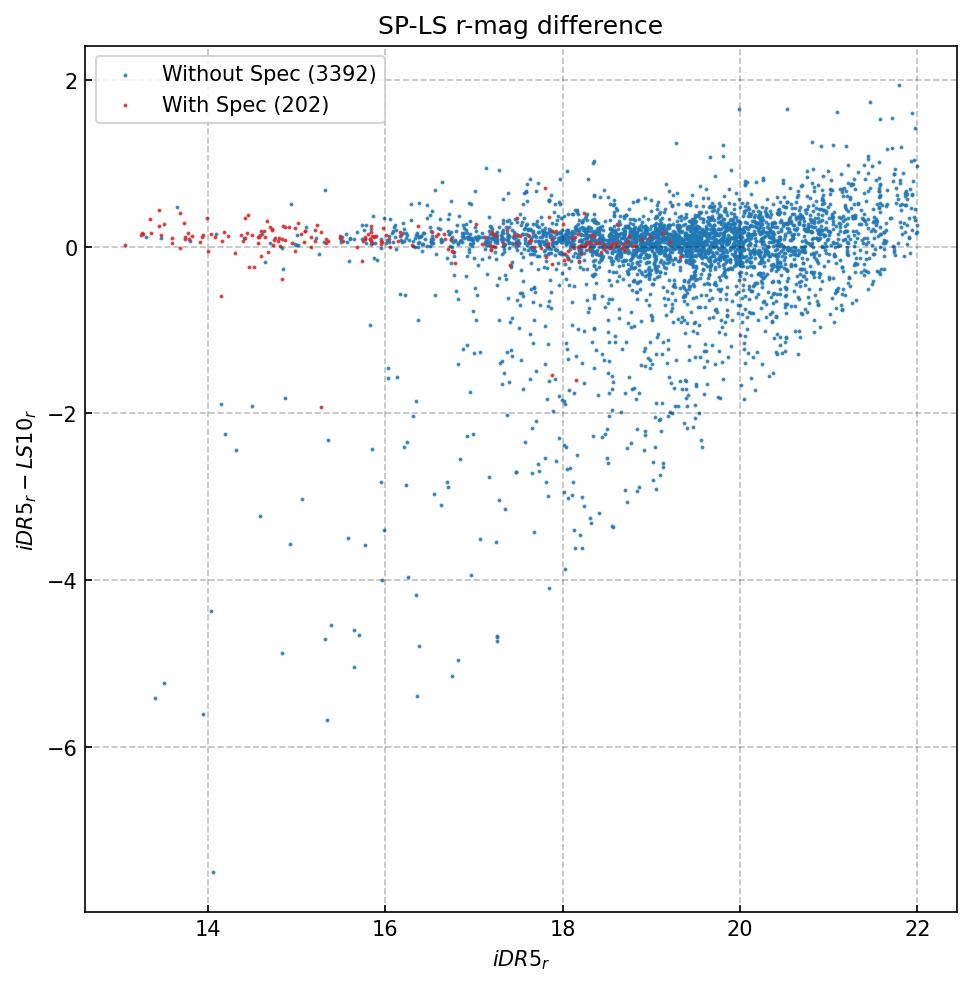 SP-LS r-mag difference
Without Spec (3392)
With Spec (202)
2
0
−2
−4
−6
iDR5r − LS10r
14
16
18
20
22
iDR5r